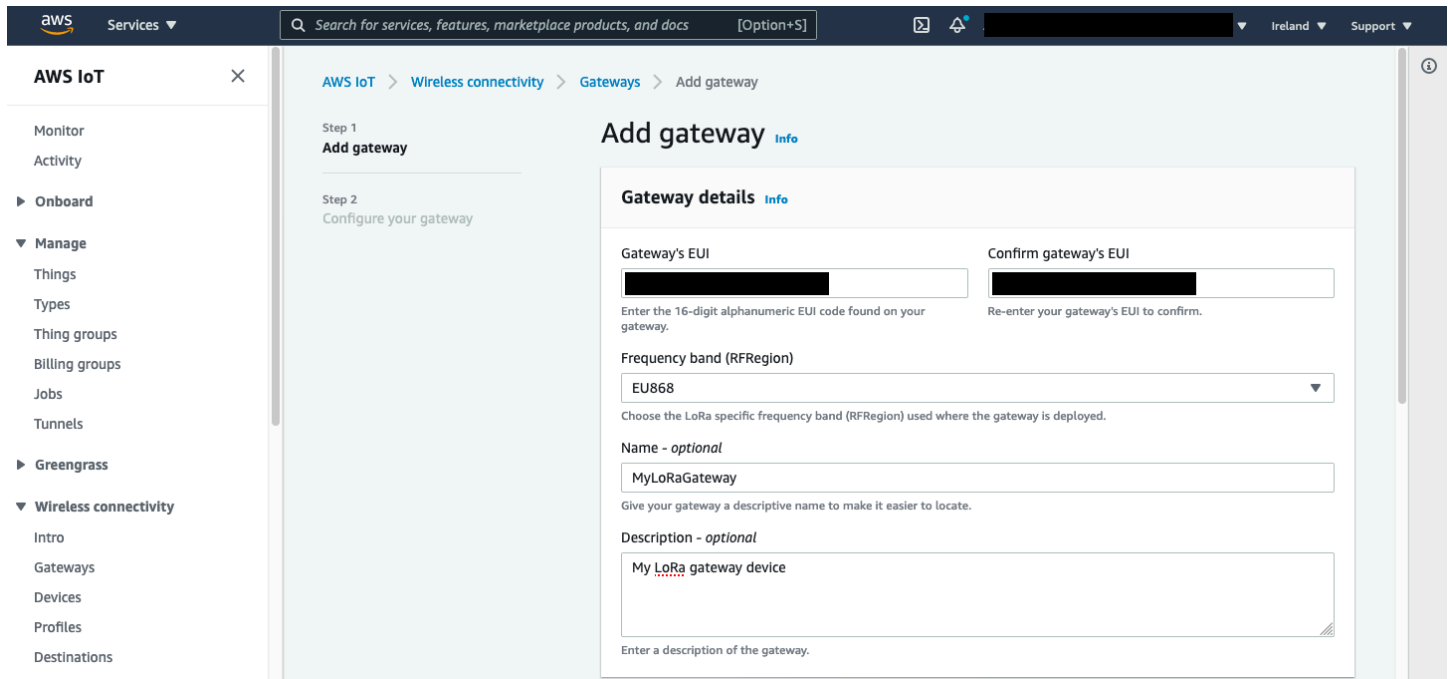 aws
Services ▼
Search for services, features, marketplace products, and docs [Option+S]
Ireland ▼
Support ▼
AWS IoT
Monitor
Activity
Onboard
Manage
Things
Types
Thing groups
Billing groups
Jobs
Tunnels
Greengrass
Wireless connectivity
Intro
Gateways
Devices
Profiles
Destinations
AWS IoT > Wireless connectivity > Gateways > Add gateway
Step 1
Add gateway
Step 2
Configure your gateway
Add gateway Info
Gateway details Info
Gateway's EUI
Enter the 16-digit alphanumeric EUI code found on your
gateway.
Confirm gateway's EUI
Re-enter your gateway's EUI to confirm.
Frequency band (RFRegion)
EU868
Choose the LoRa specific frequency band (RFRegion) used where the gateway is deployed.
Name - optional
MyLoRaGateway
Give your gateway a descriptive name to make it easier to locate.
Description - optional
My LoRa gateway device
Enter a description of the gateway.